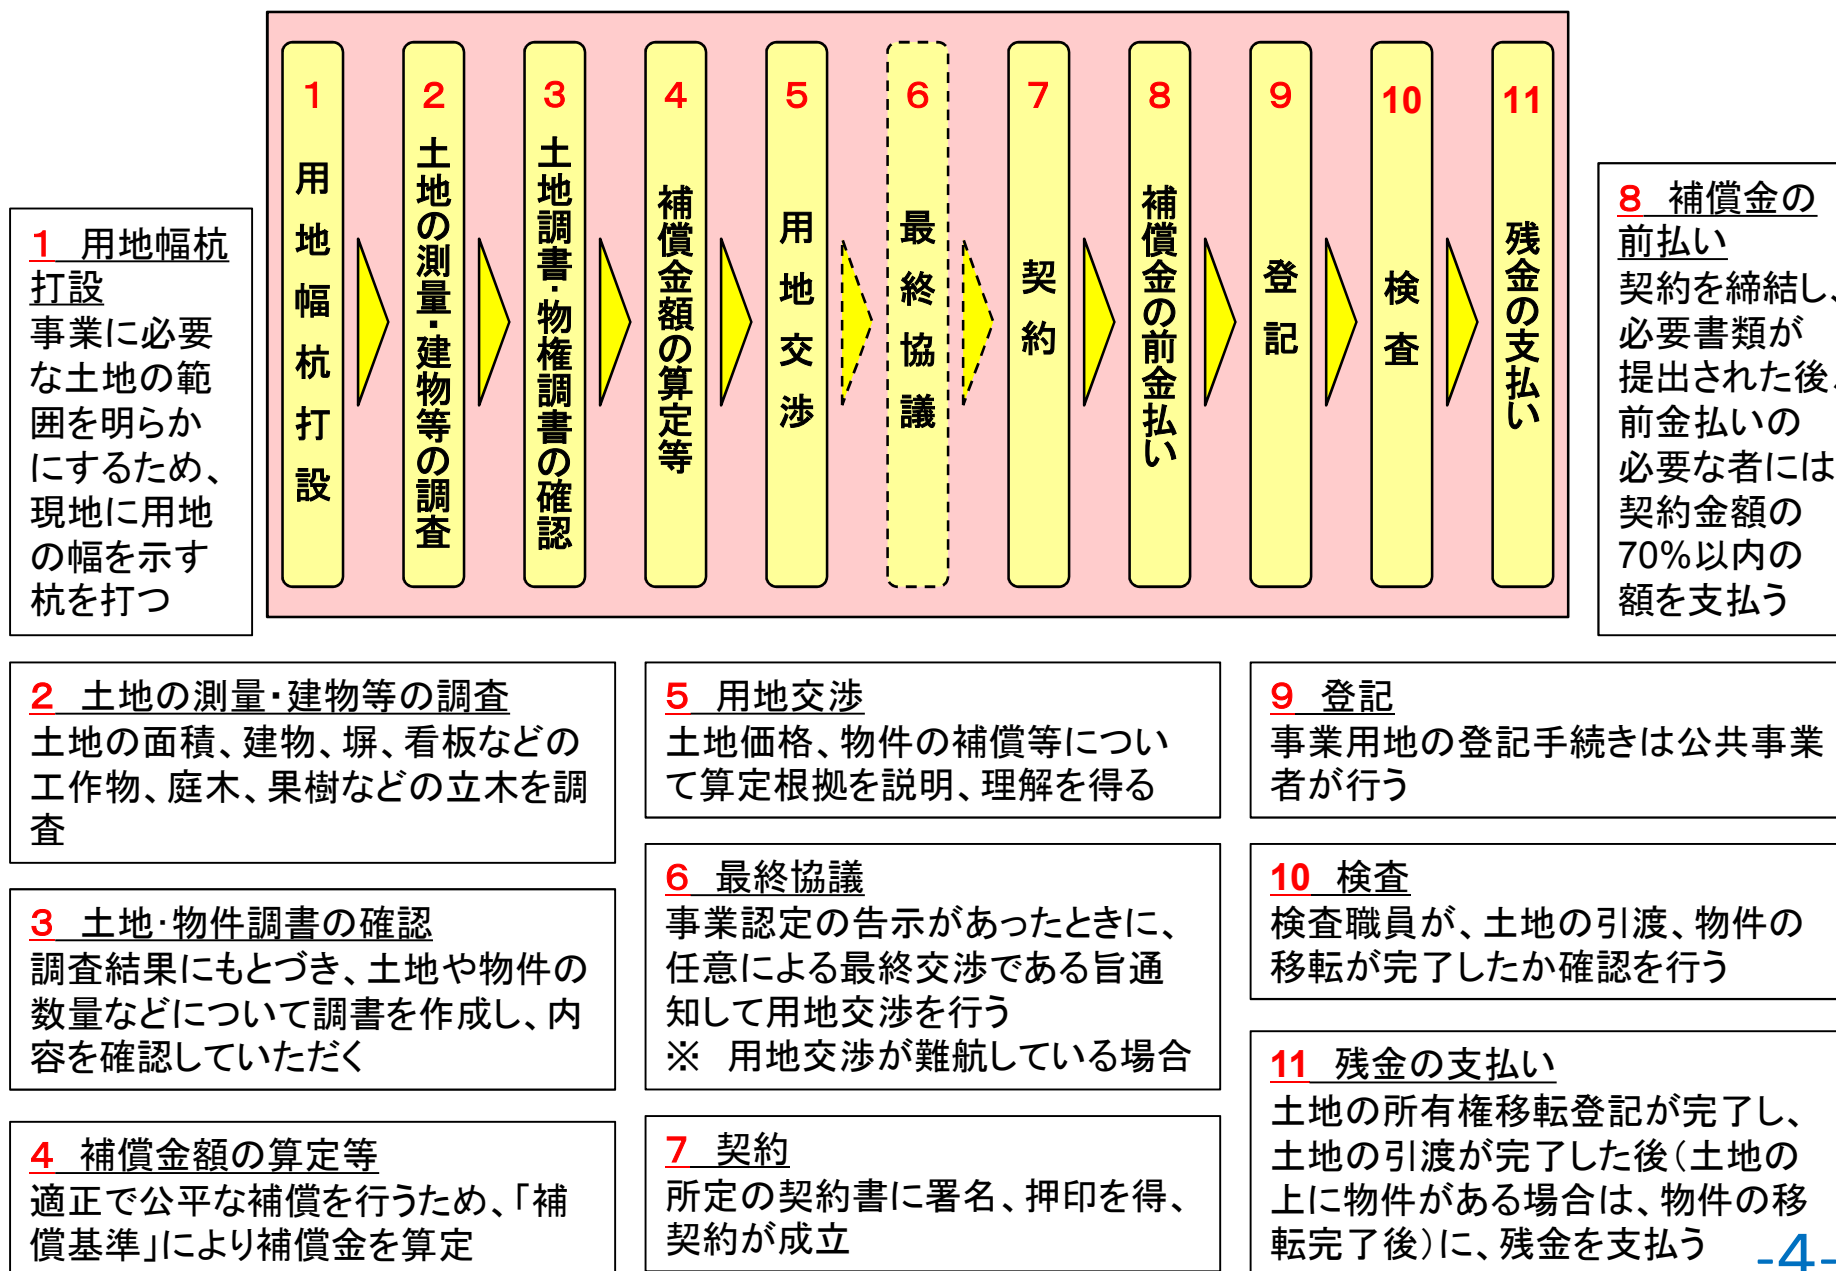 1 用地幅杭打設
2 土地の測量・建物等の調査
3 土地調書・物権調書の確認
4 補償金額の算定等
5 用地交渉
6 最終協議
7 契約
8 補償金の前金払い
9 登記
10 検査
11 残金の支払い
1 用地幅杭
打設
事業に必要
な土地の範
囲を明らか
にするため、
現地に用地
の幅を示す
杭を打つ
8 補償金の
前払い
契約を締結し、
必要書類が
提出された後、
前金払いの
必要な者には
契約金額の
70%以内の
額を支払う
2 土地の測量・建物等の調査
土地の面積、建物、塀、看板などの
工作物、庭木、果樹などの立木を調
査
3 土地・物件調書の確認
調査結果にもとづき、土地や物件の
数量などについて調書を作成し、内
容を確認していただく
4 補償金額の算定等
適正で公平な補償を行うため、「補
償基準」により補償金を算定
5 用地交渉
土地価格、物件の補償等につい
て算定根拠を説明、理解を得る
6 最終協議
事業認定の告示があったときに、
任意による最終交渉である旨通
知して用地交渉を行う
※ 用地交渉が難航している場合
7 契約
所定の契約書に署名、押印を得、
契約が成立
9 登記
事業用地の登記手続きは公共事業
者が行う
10 検査
検査職員が、土地の引渡、物件の
移転が完了したか確認を行う
11 残金の支払い
土地の所有権移転登記が完了し、
土地の引渡が完了した後(土地の
上に物件がある場合は、物件の移
転完了後)に、残金を支払う
-4-